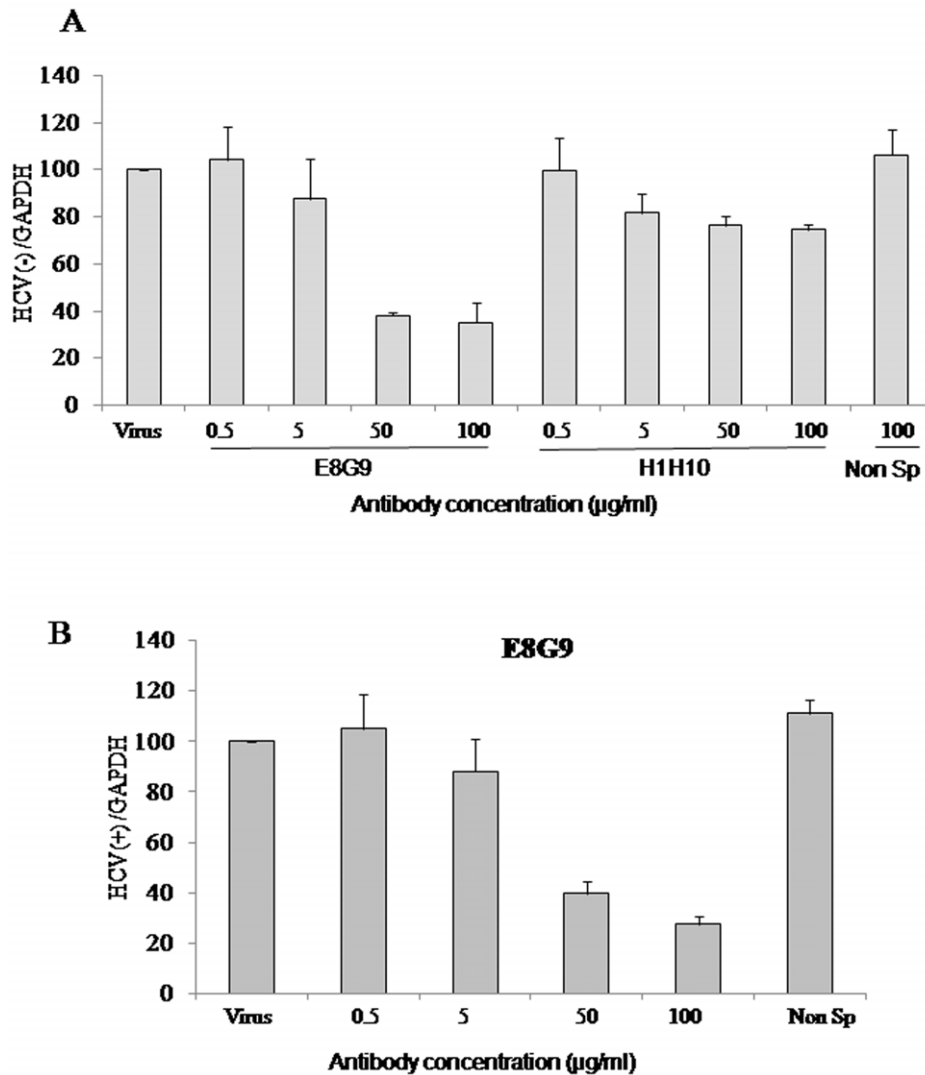 A
HCV(-)/GAPDH
140
120
100
80
60
40
20
0
Virus 0.5 5 50 100 0.5 5 50 100 100
E8G9 H1H10 Non Sp
Antibody concentration (µg/ml)
B
E8G9
HCV(+)/GAPDH
140
120
100
80
60
40
20
0
Virus 0.5 5 50 100 Non Sp
Antibody concentration (µg/ml)